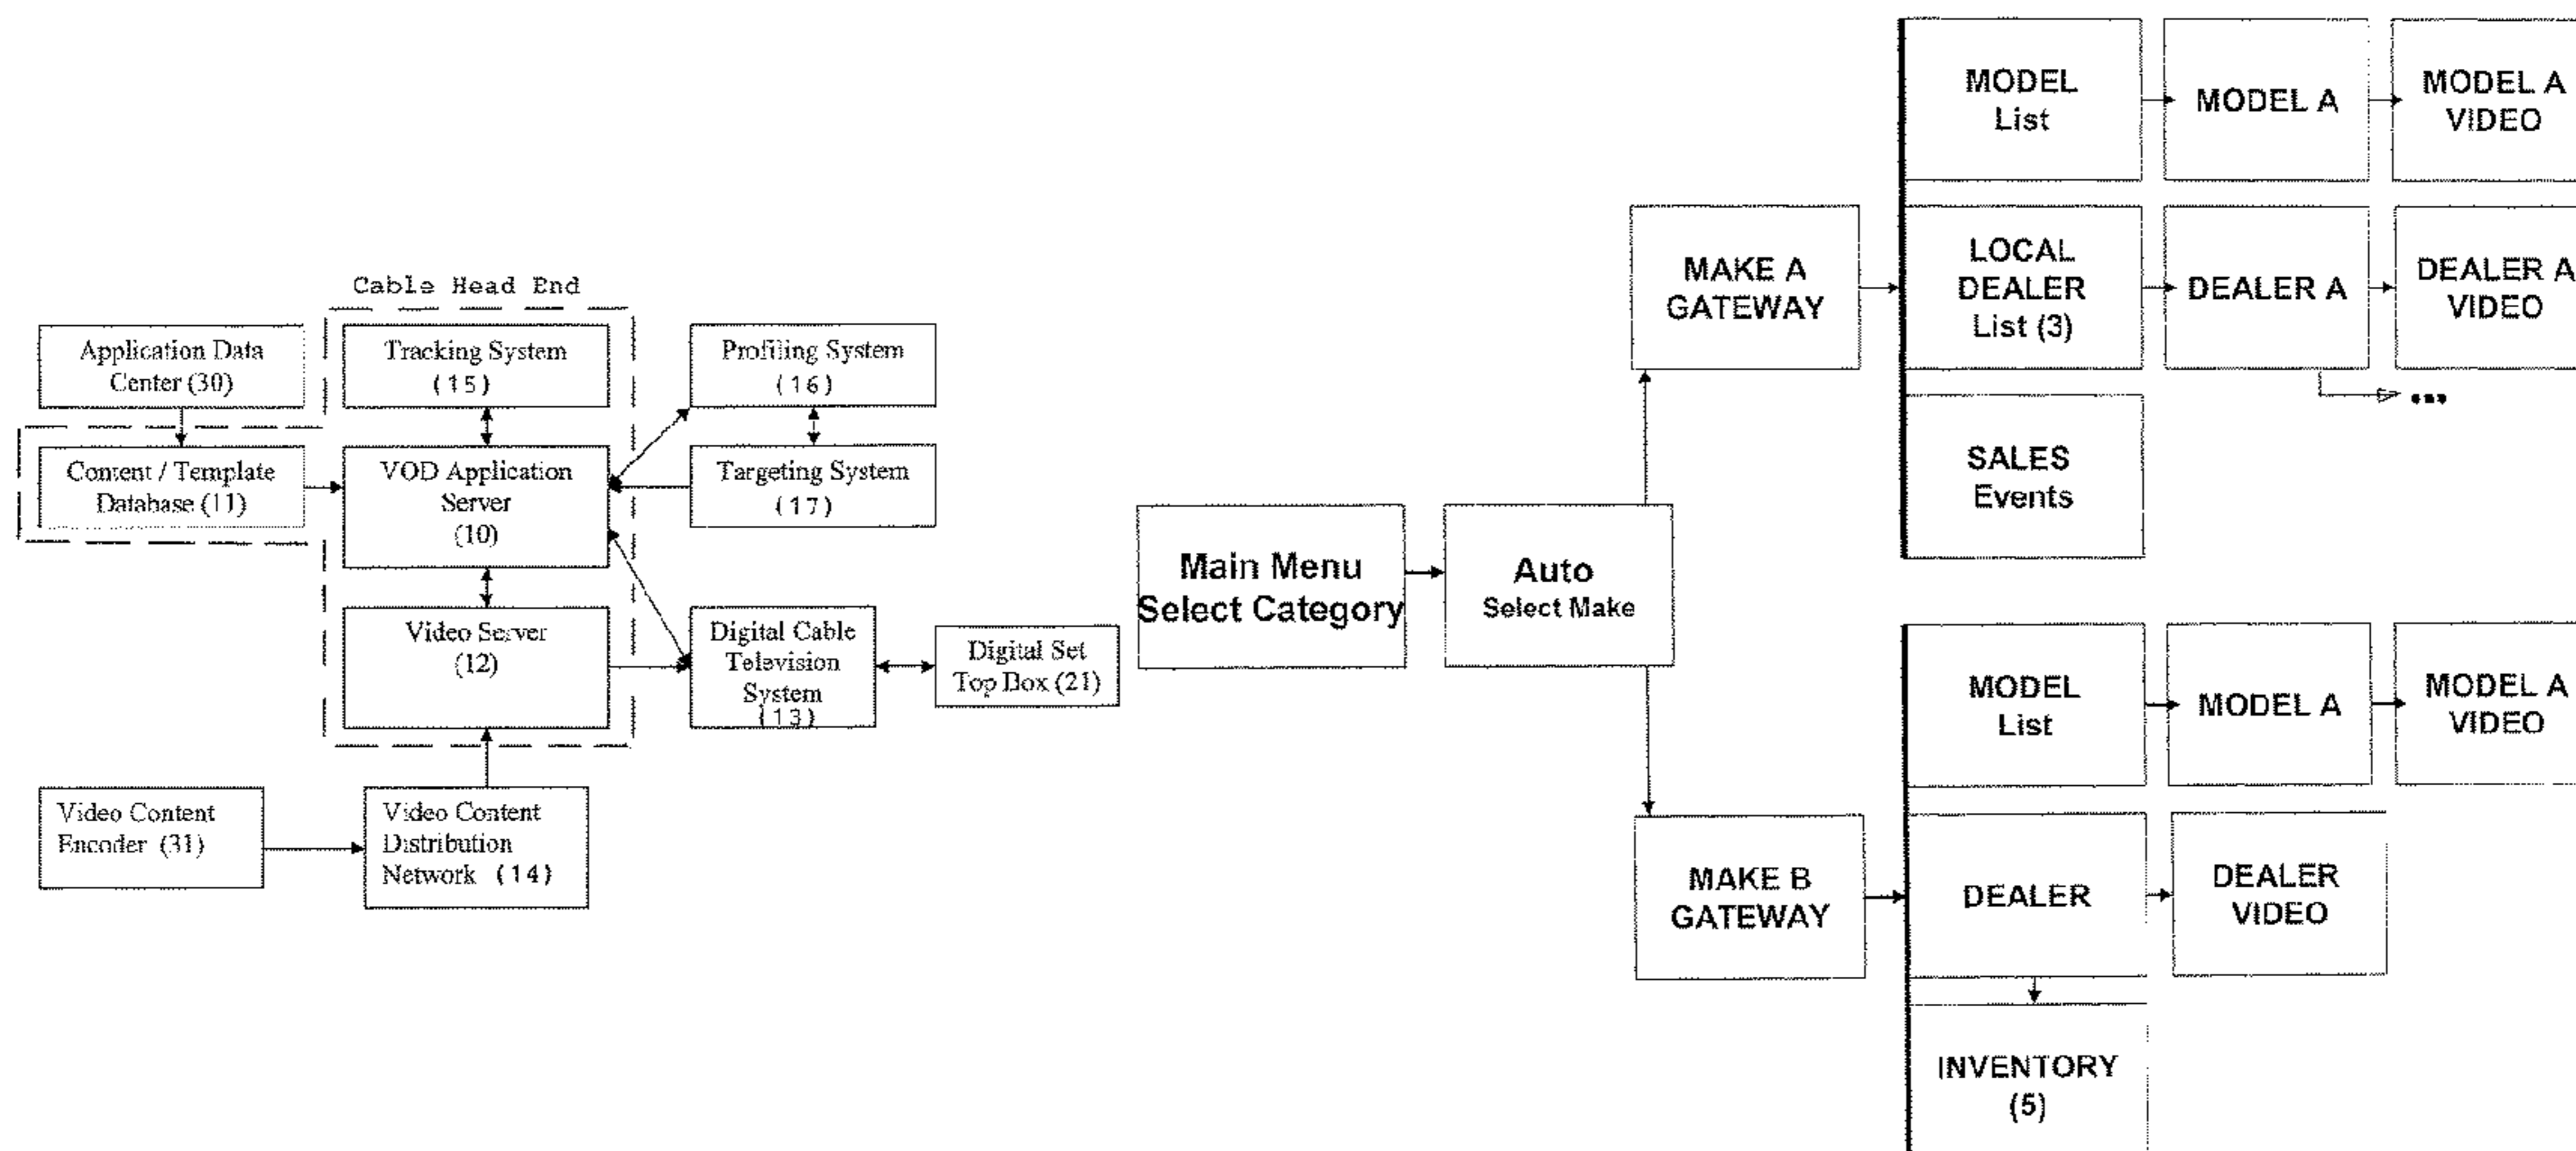 Cable Head End
Application Data
Center (30)
Tracking System
(15)
Profiling System
(16)
Content / Template
Database (11)
VOD Application
Server
(10)
Targeting System
(17)
Video Server
(12)
Digital Cable
Television
System
(13)
Digital Set
Top Box (21)
Video Content
Encoder (31)
Video Content
Distribution
Network (14)
Main Menu
Select Category
Auto
Select Make
MAKE A
GATEWAY
MODEL
List
MODEL A
MODEL A
VIDEO
LOCAL
DEALER
List (3)
DEALER A
DEALER A
VIDEO
...
SALES
Events
MAKE B
GATEWAY
MODEL
List
MODEL A
MODEL A
VIDEO
DEALER
DEALER
VIDEO
INVENTORY
(5)